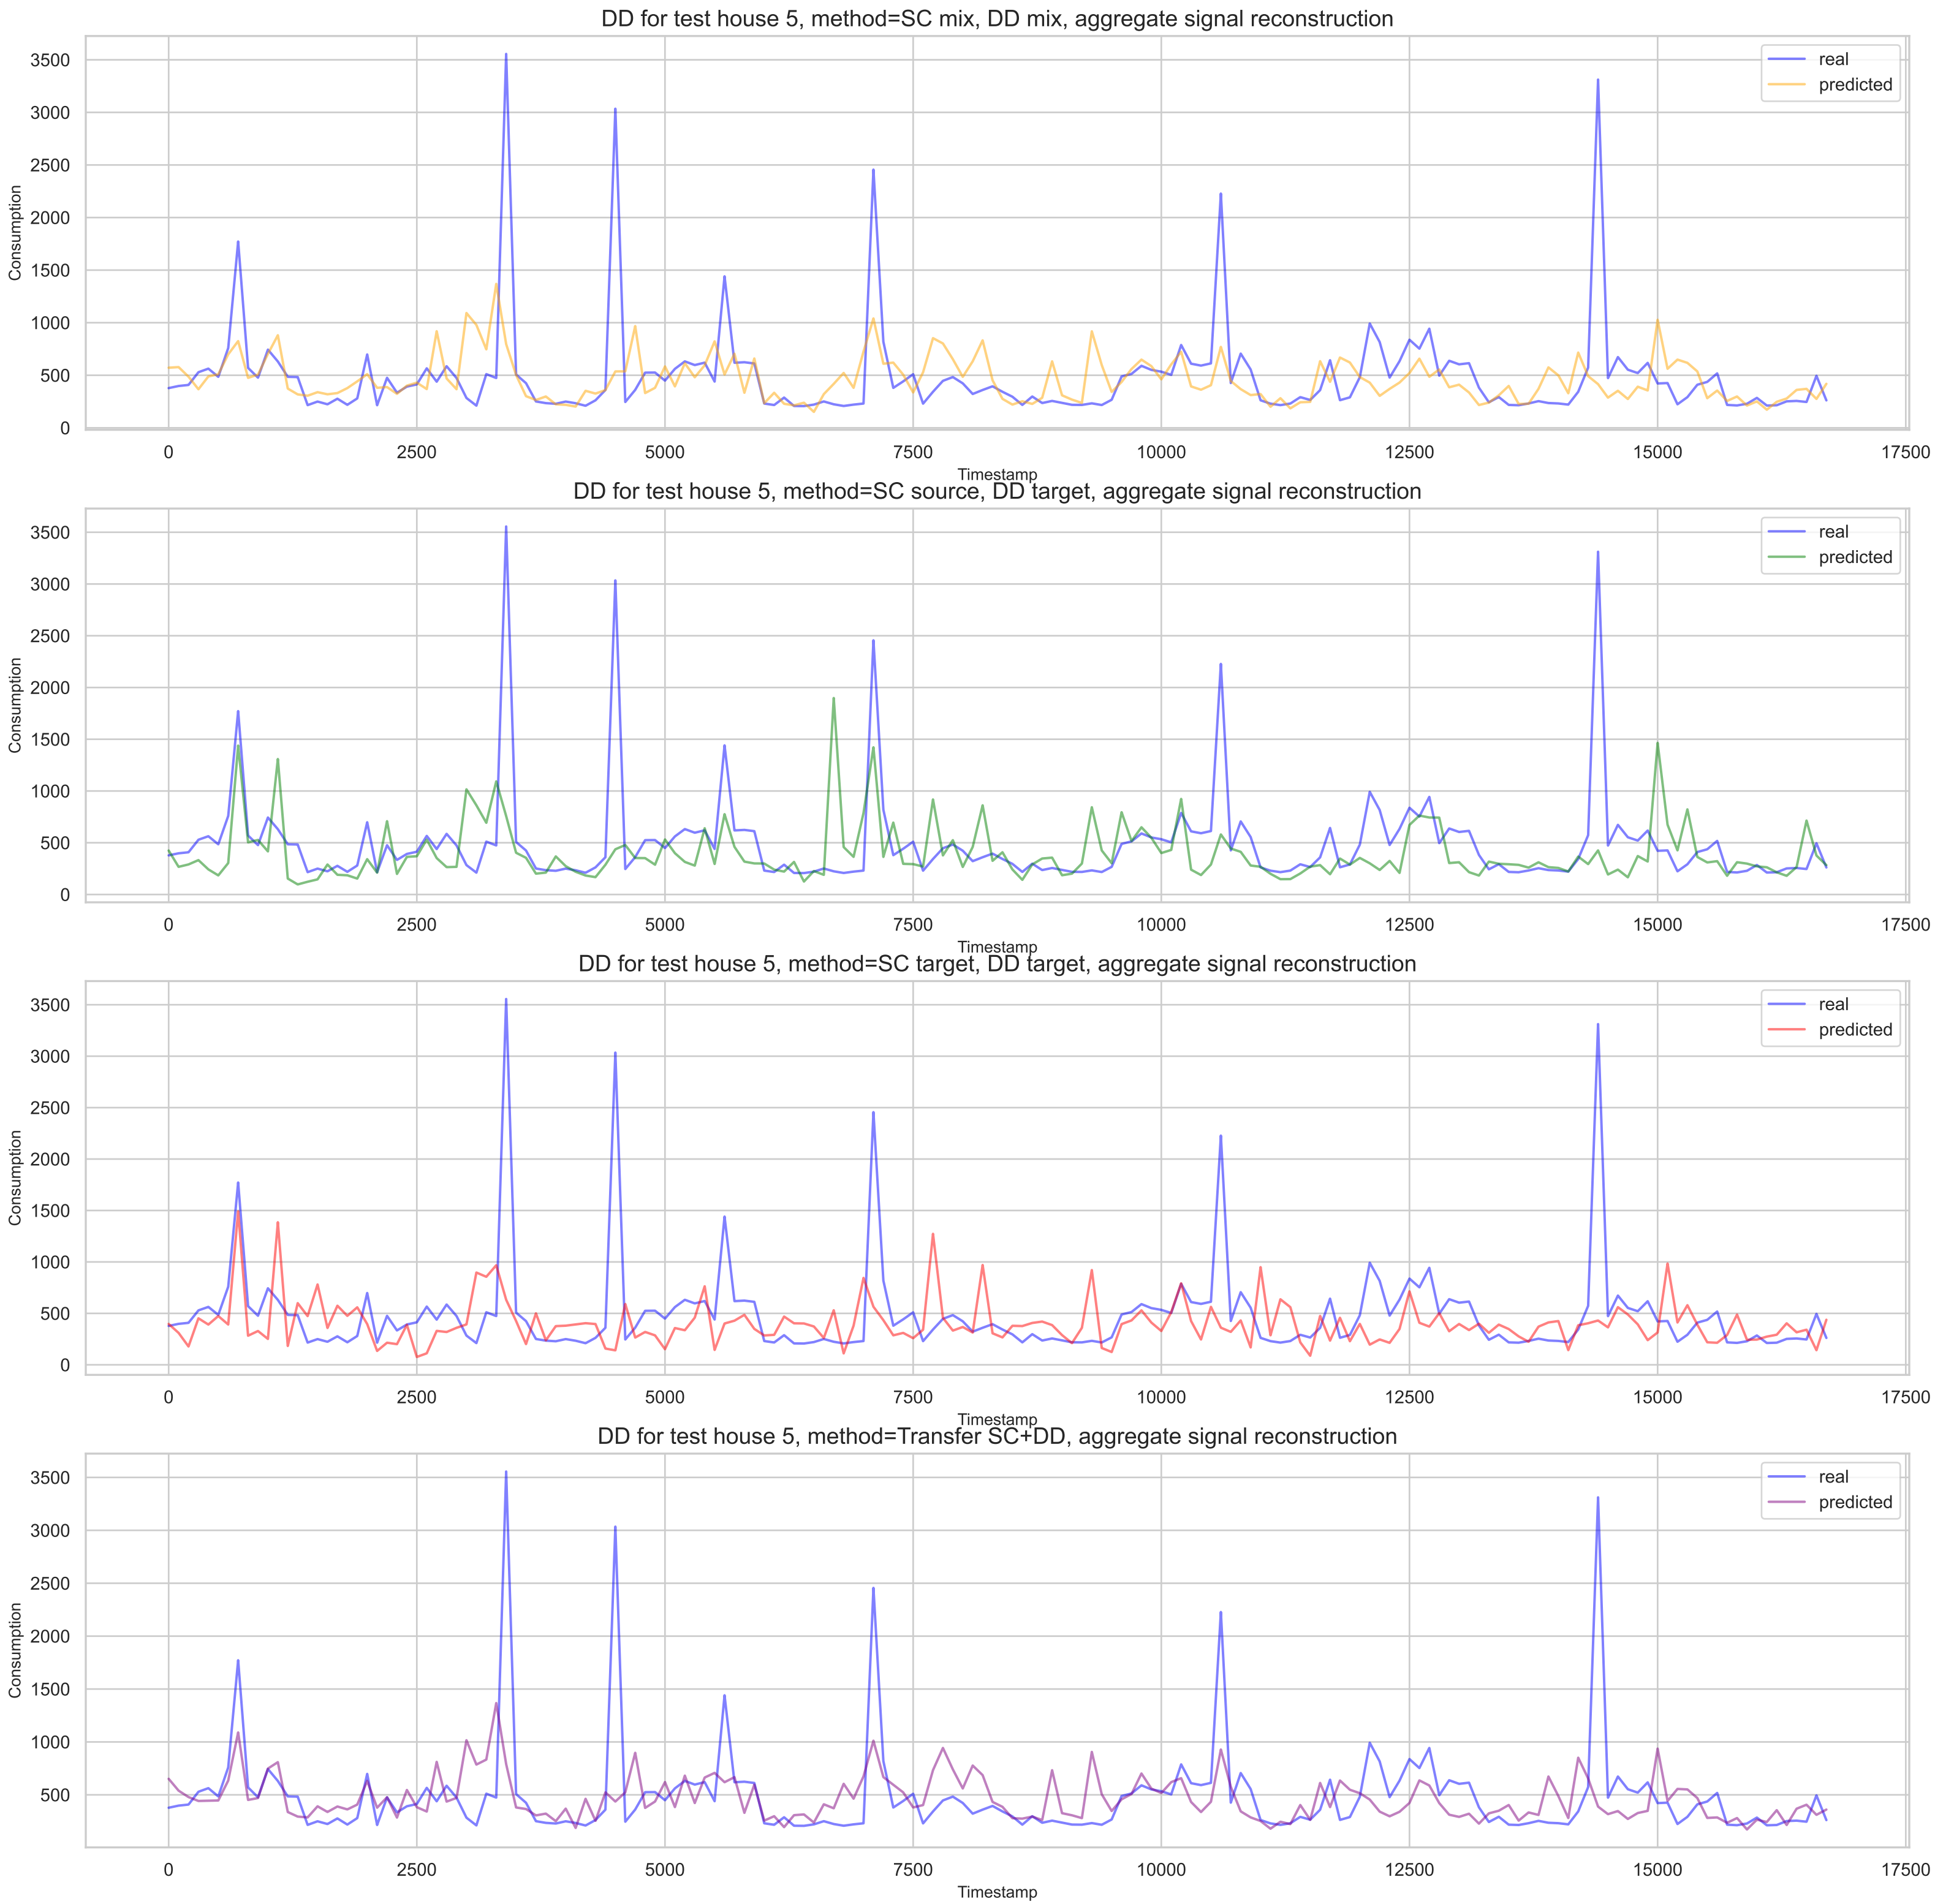 DD for test house 5, method=SC mix, DD mix, aggregate signal reconstruction
3500
3000
2500
2000
1500
1000
500
0
Consumption
real
predicted
0 2500 5000 7500 10000 12500 15000 17500
Timestamp
DD for test house 5, method=SC source, DD target, aggregate signal reconstruction
3500
3000
2500
2000
1500
1000
500
0
Consumption
real
predicted
0 2500 5000 7500 10000 12500 15000 17500
Timestamp
DD for test house 5, method=SC target, DD target, aggregate signal reconstruction
3500
3000
2500
2000
1500
1000
500
0
Consumption
real
predicted
0 2500 5000 7500 10000 12500 15000 17500
Timestamp
DD for test house 5, method=Transfer SC+DD, aggregate signal reconstruction
3500
3000
2500
2000
1500
1000
500
Consumption
real
predicted
0 2500 5000 7500 10000 12500 15000 17500
Timestamp